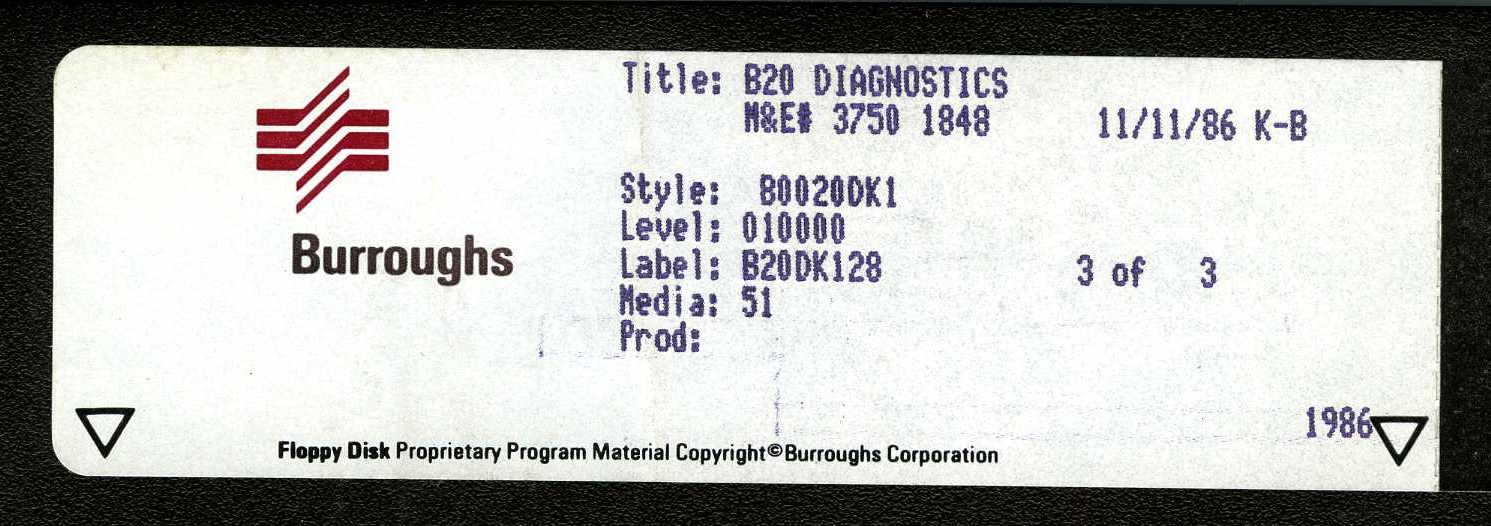 Burroughs
Title: B20 DIAGNOSTICS
M&E# 3750 1848 11/11/86 K-B
Style: B0020DK1
Level: 010000
Label: B20DK128 3 of 3
Media: 51
Prod:
1986
Floppy Disk Proprietary Program Material Copyright©Burroughs Corporation